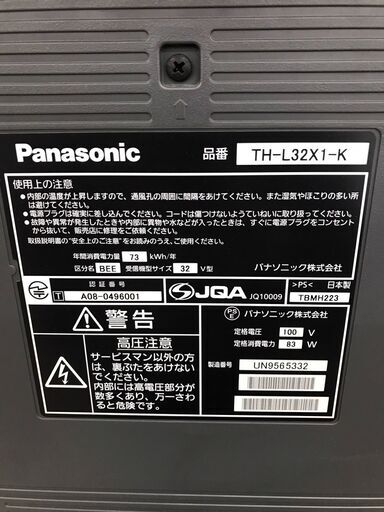 Panasonic 品番 TH-L32X1-K
使用上の注意
●内部の温度が上昇しますので、通風孔の周囲に間隔をあけてください。また湿気やほこりの多い所
は避けてください。
●電源プラグは確実に差し込んでください。コードは傷つけないようていねいに取り扱ってください。
●故障や異常が発生したときや内部に水や異物が入ったときは、すぐに電源プラグをコンセント
から抜いて、販売店に修理をご依頼ください。
取扱説明書の"安全上のご注意"をお読みのうえ、ご使用ください。
年間消費電力量 73 kWh/年
区分名 BEE 受信機型サイズ 32 V型 パナソニック株式会社
認証番号
T A08-0496001
JQA JQ10009
>PS< 日本製
TBMH223
警告
高圧注意
サービスマン以外の方
は、裏ぶたをあけない
でください。
内部には高電圧部分が
数多くあり、万一さわ
ると危険です。
PS
E パナソニック株式会社
定格電圧 100 V
定格消費電力 83 W
製造番号 UN9565332